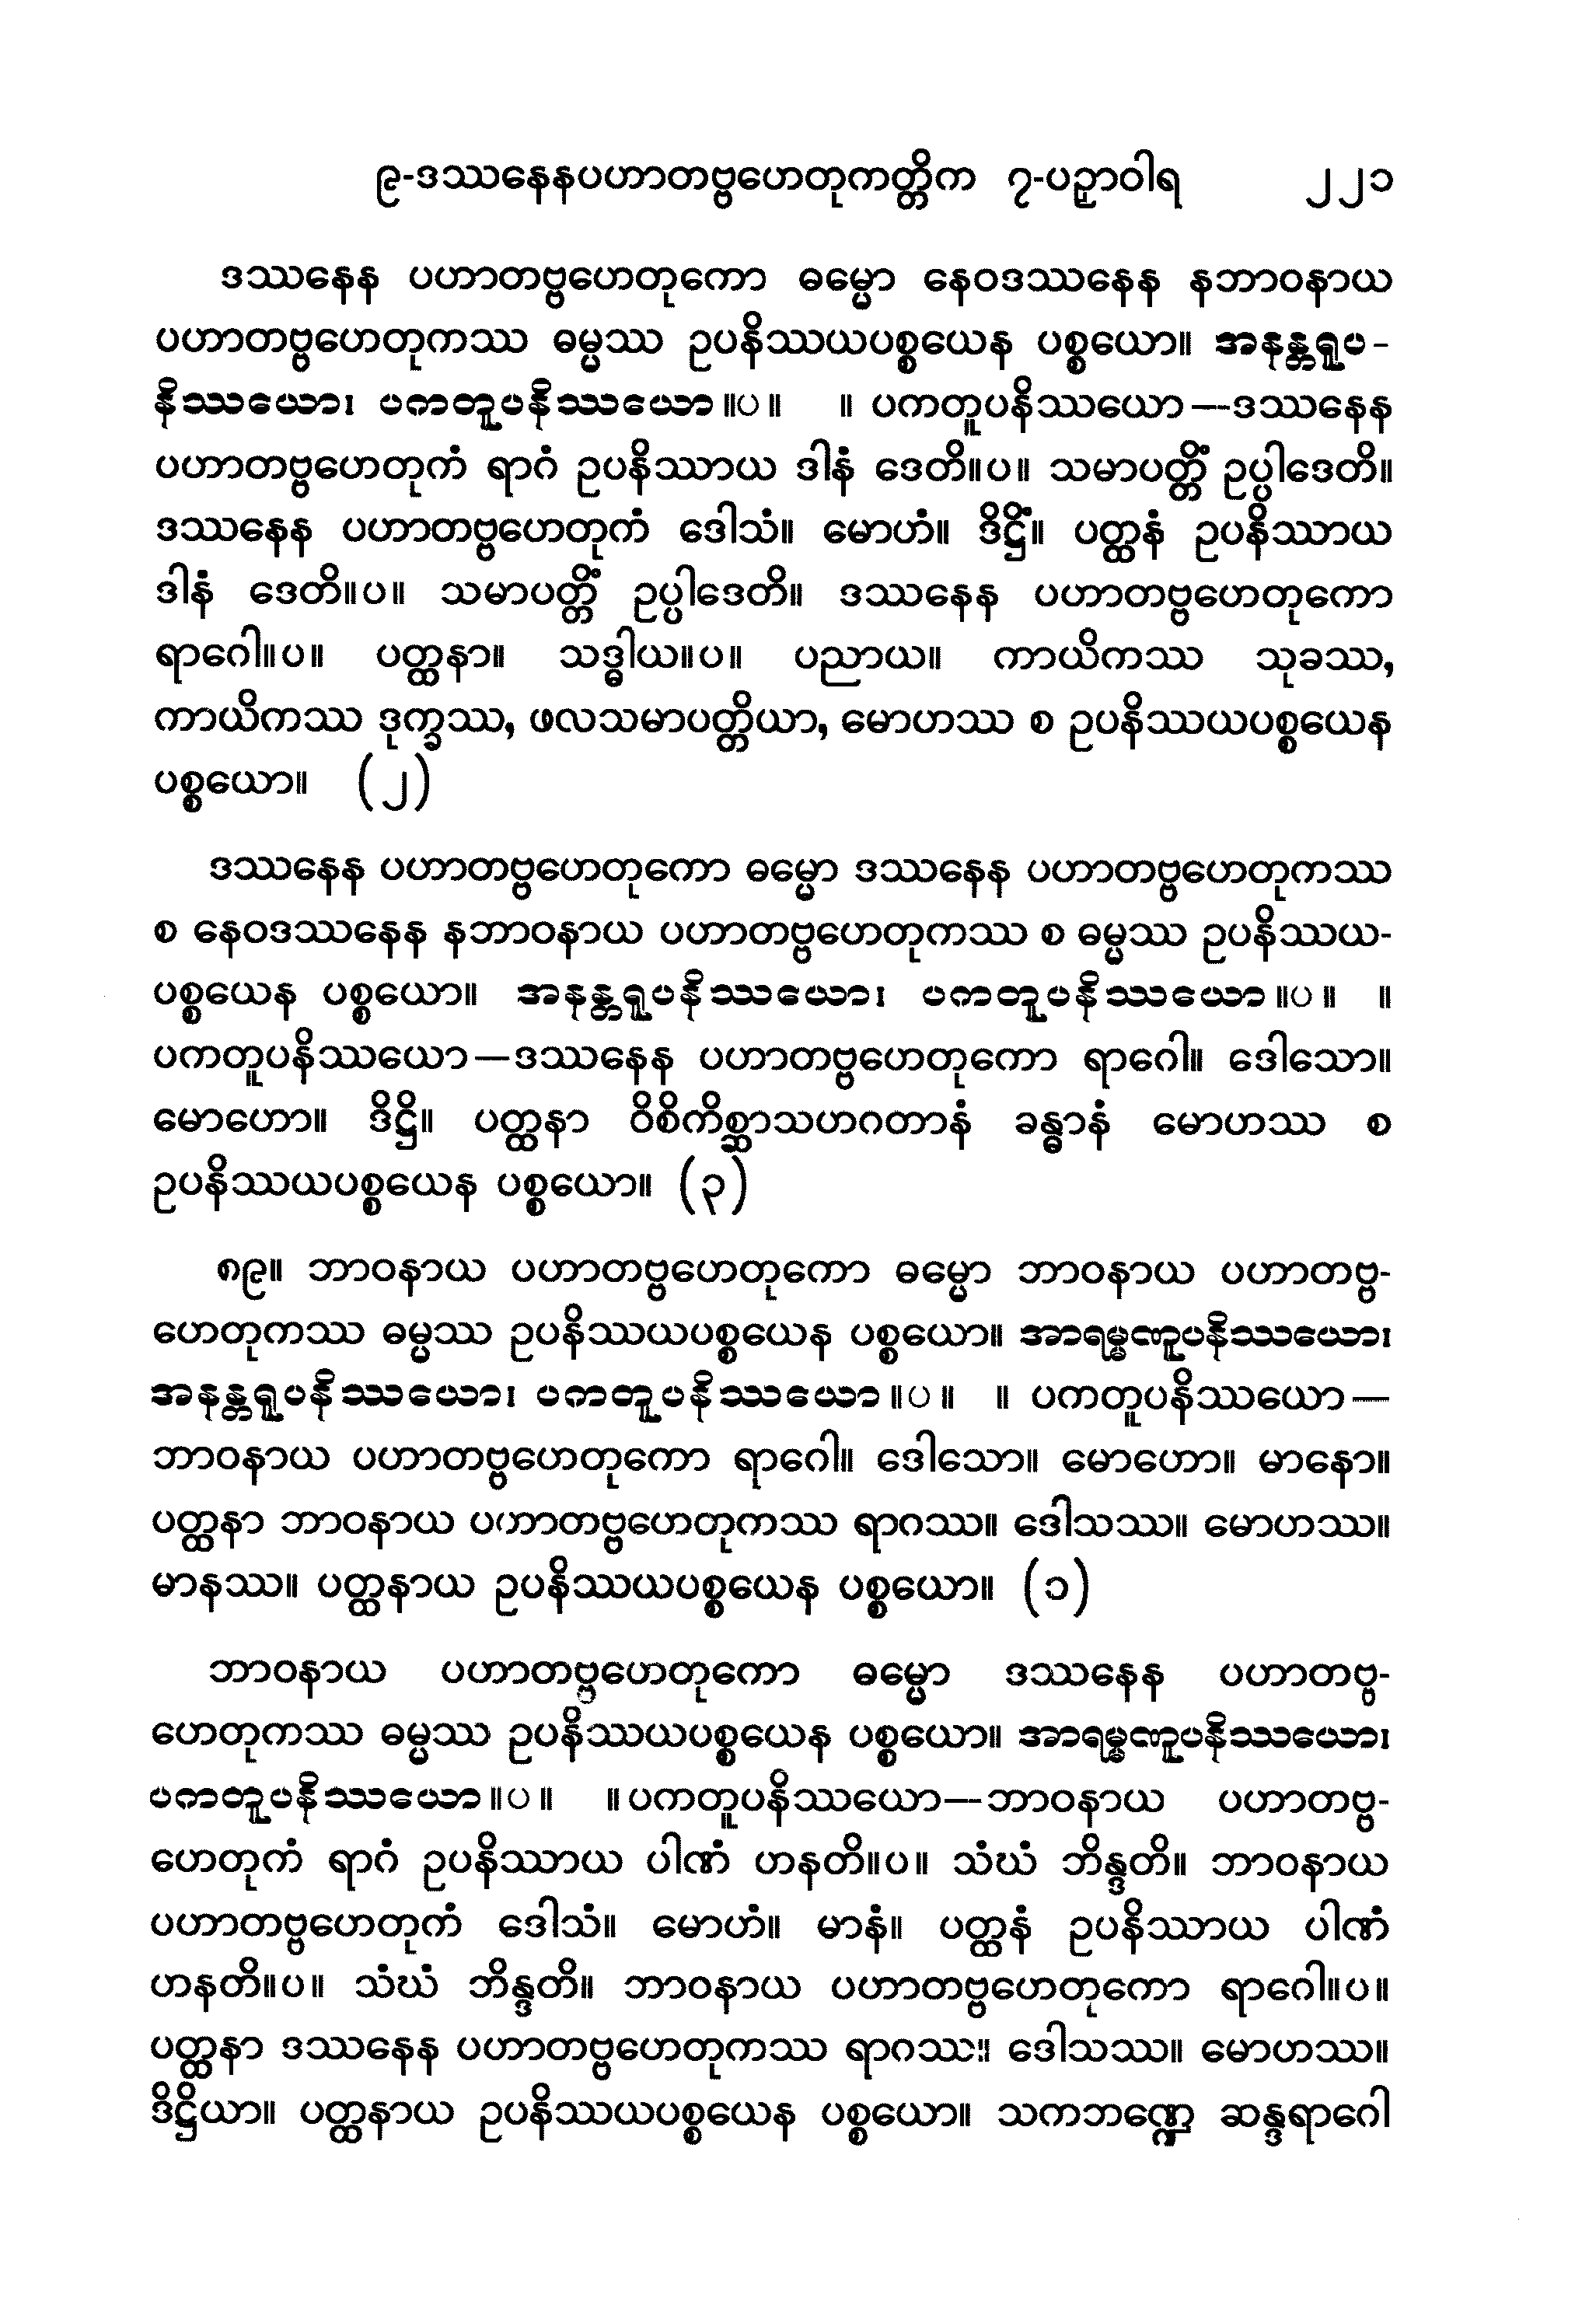 ၉-ဒဿနေနပဟာတဗ္ဗဟေတုကတ္တိက ၇-ပဉှာဝါရ ၂၂၁
ဒဿနေန ပဟာတဗ္ဗဟေတုကော ဓမ္မော နေဝဒဿနေန နဘာဝနာယ
ပဟာတဗ္ဗဟေတုကဿ ဓမ္မဿ ဥပနိဿယပစ္စယေန ပစ္စယော။ အနန္တရူပ-
နိဿယော၊ ပကတူပနိဿယော။ပ။ ။ ပကတူပနိဿယော—ဒဿနေန
ပဟာတဗ္ဗဟေတုကံ ရာဂံ ဥပနိဿာယ ဒါနံ ဒေတိ။ပ။ သမာပတ္တိံ ဥပ္ပါဒေတိ။
ဒဿနေန ပဟာတဗ္ဗဟေတုကံ ဒေါသံ။ မောဟံ။ ဒိဋ္ဌိံ။ ပတ္ထနံ ဥပနိဿာယ
ဒါနံ ဒေတိ။ပ။ သမာပတ္တိံ ဥပ္ပါဒေတိ။ ဒဿနေန ပဟာတဗ္ဗဟေတုကော
ရာဂေါ။ပ။ ပတ္ထနာ။ သဒ္ဓါယ။ပ။ ပညာယ။ ကာယိကဿ သုခဿ,
ကာယိကဿ ဒုက္ခဿ, ဖလသမာပတ္တိယာ, မောဟဿ စ ဥပနိဿယပစ္စယေန
ပစ္စယော။ (၂)
ဒဿနေန ပဟာတဗ္ဗဟေတုကော ဓမ္မော ဒဿနေန ပဟာတဗ္ဗဟေတုကဿ
စ နေဝဒဿနေန နဘာဝနာယ ပဟာတဗ္ဗဟေတုကဿ စ ဓမ္မဿ ဥပနိဿယ-
ပစ္စယေန ပစ္စယော။ အနန္တရူပနိဿယော၊ ပကတူပနိဿယော။ပ။ ။
ပကတူပနိဿယော—ဒဿနေန ပဟာတဗ္ဗဟေတုကော ရာဂေါ။ ဒေါသော။
မောဟော။ ဒိဋ္ဌိ။ ပတ္ထနာ ဝိစိကိစ္ဆာသဟဂတာနံ ခန္ဓာနံ မောဟဿ စ
ဥပနိဿယပစ္စယေန ပစ္စယော။ (၃)
၈၉။ ဘာဝနာယ ပဟာတဗ္ဗဟေတုကော ဓမ္မော ဘာဝနာယ ပဟာတဗ္ဗ-
ဟေတုကဿ ဓမ္မဿ ဥပနိဿယပစ္စယေန ပစ္စယော။ အာရမ္မဏူပနိဿယော၊
အနန္တရူပနိဿယော၊ ပကတူပနိဿယော။ပ။ ။ ပကတူပနိဿယော—
ဘာဝနာယ ပဟာတဗ္ဗဟေတုကော ရာဂေါ။ ဒေါသော။ မောဟော။ မာနော။
ပတ္ထနာ ဘာဝနာယ ပဟာတဗ္ဗဟေတုကဿ ရာဂဿ။ ဒေါသဿ။ မောဟဿ။
မာနဿ။ ပတ္ထနာယ ဥပနိဿယပစ္စယေန ပစ္စယော။ (၁)
ဘာဝနာယ ပဟာတဗ္ဗဟေတုကော ဓမ္မော ဒဿနေန ပဟာတဗ္ဗ-
ဟေတုကဿ ဓမ္မဿ ဥပနိဿယပစ္စယေန ပစ္စယော။ အာရမ္မဏူပနိဿယော၊
ပကတူပနိဿယော။ပ။ ။ပကတူပနိဿယော—ဘာဝနာယ ပဟာတဗ္ဗ-
ဟေတုကံ ရာဂံ ဥပနိဿာယ ပါဏံ ဟနတိ။ပ။ သံဃံ ဘိန္ဒတိ။ ဘာဝနာယ
ပဟာတဗ္ဗဟေတုကံ ဒေါသံ။ မောဟံ။ မာနံ။ ပတ္ထနံ ဥပနိဿာယ ပါဏံ
ဟနတိ။ပ။ သံဃံ ဘိန္ဒတိ။ ဘာဝနာယ ပဟာတဗ္ဗဟေတုကော ရာဂေါ။ပ။
ပတ္ထနာ ဒဿနေန ပဟာတဗ္ဗဟေတုကဿ ရာဂဿ။ ဒေါသဿ။ မောဟဿ။
ဒိဋ္ဌိယာ။ ပတ္ထနာယ ဥပနိဿယပစ္စယေန ပစ္စယော။ သကဘဏ္ဍေ ဆန္ဒရာဂေါ